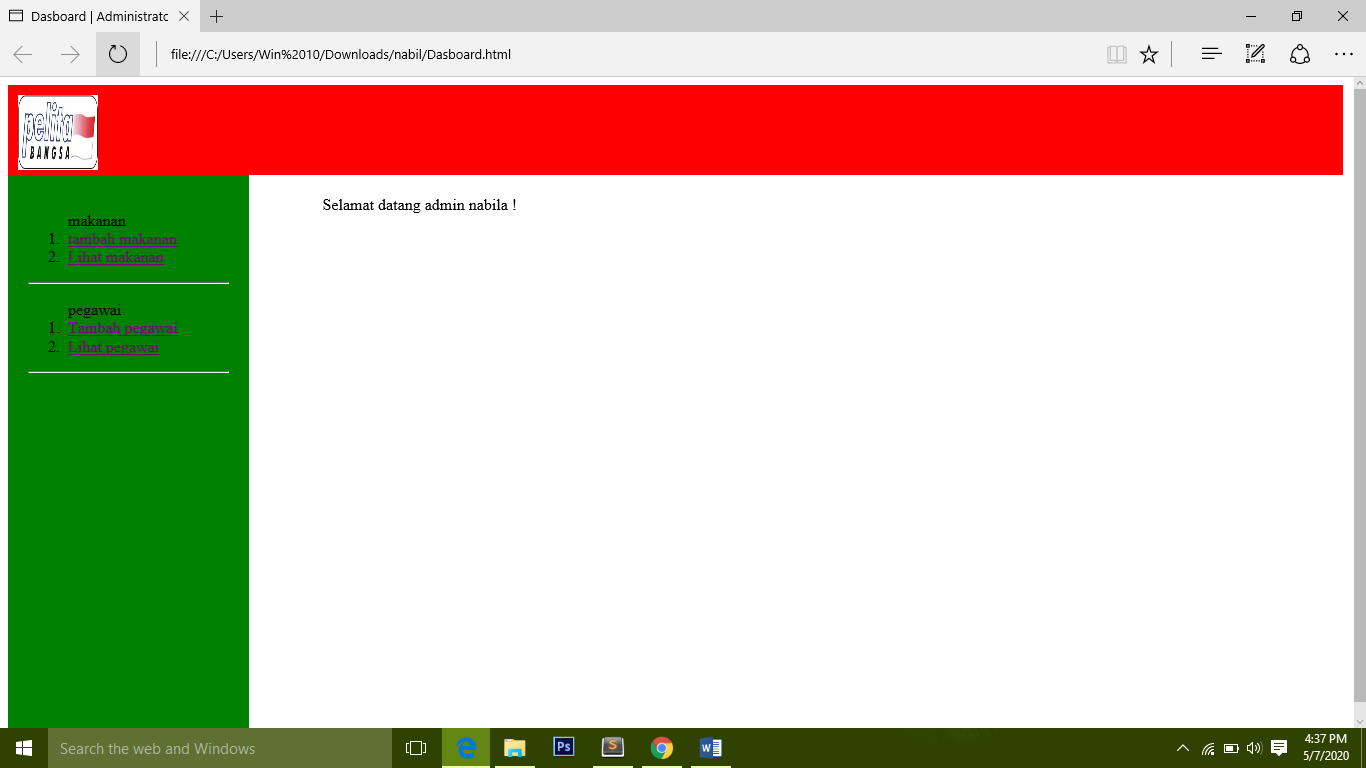 Dasboard | Administratc
file:///C:/Users/Win%2010/Downloads/nabil/Dasboard.html
pelita
BANGSA
Selamat datang admin nabila !
makanan
1. tambah makanan
2. Lihat makanan
pegawai
1. Tambah pegawai
2. Lihat pegawai
Search the web and Windows
Ps
S
W
4:37 PM
5/7/2020